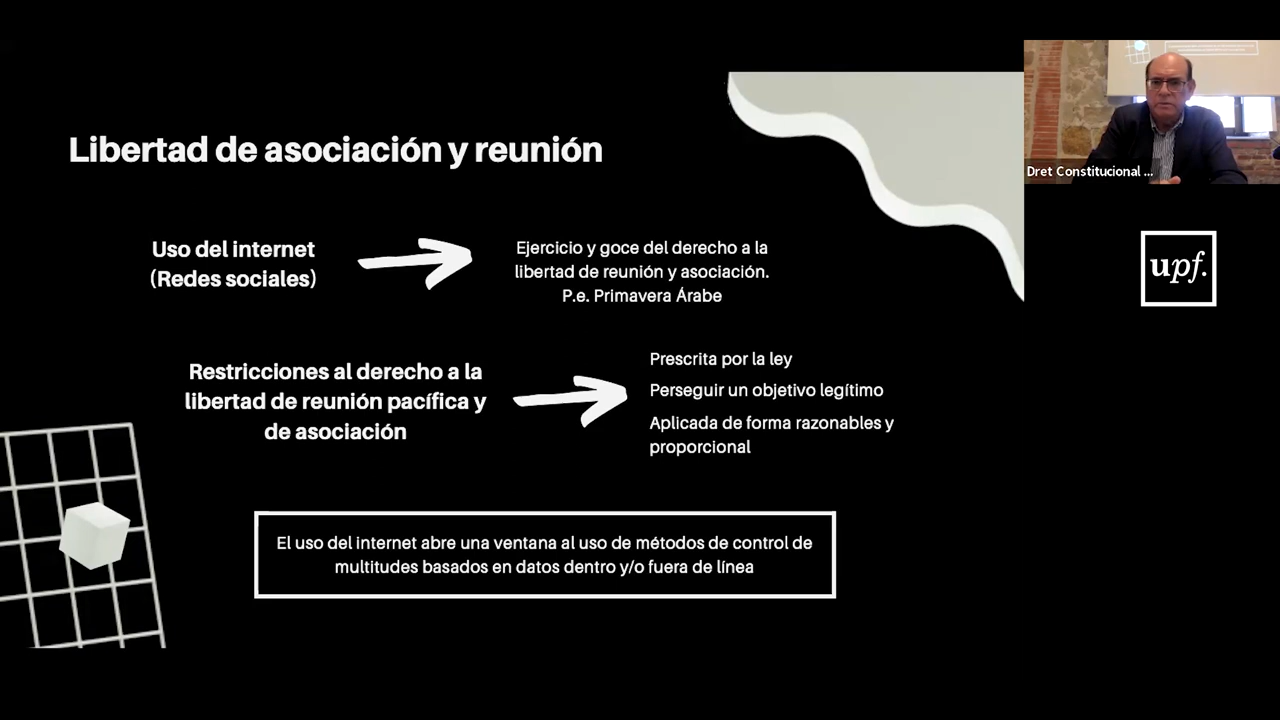 Libertad de asociación y reunión
Uso del internet
(Redes sociales)
Ejercicio y goce del derecho a la
libertad de reunión y asociación.
P.e. Primavera Árabe
Restricciones al derecho a la
libertad de reunión pacífica y
de asociación
Prescrita por la ley
Perseguir un objetivo legítimo
Aplicada de forma razonables y
proporcional
El uso del internet abre una ventana al uso de métodos de control de
multitudes basados en datos dentro y/o fuera de línea
Dret Constitucional ...
upf.